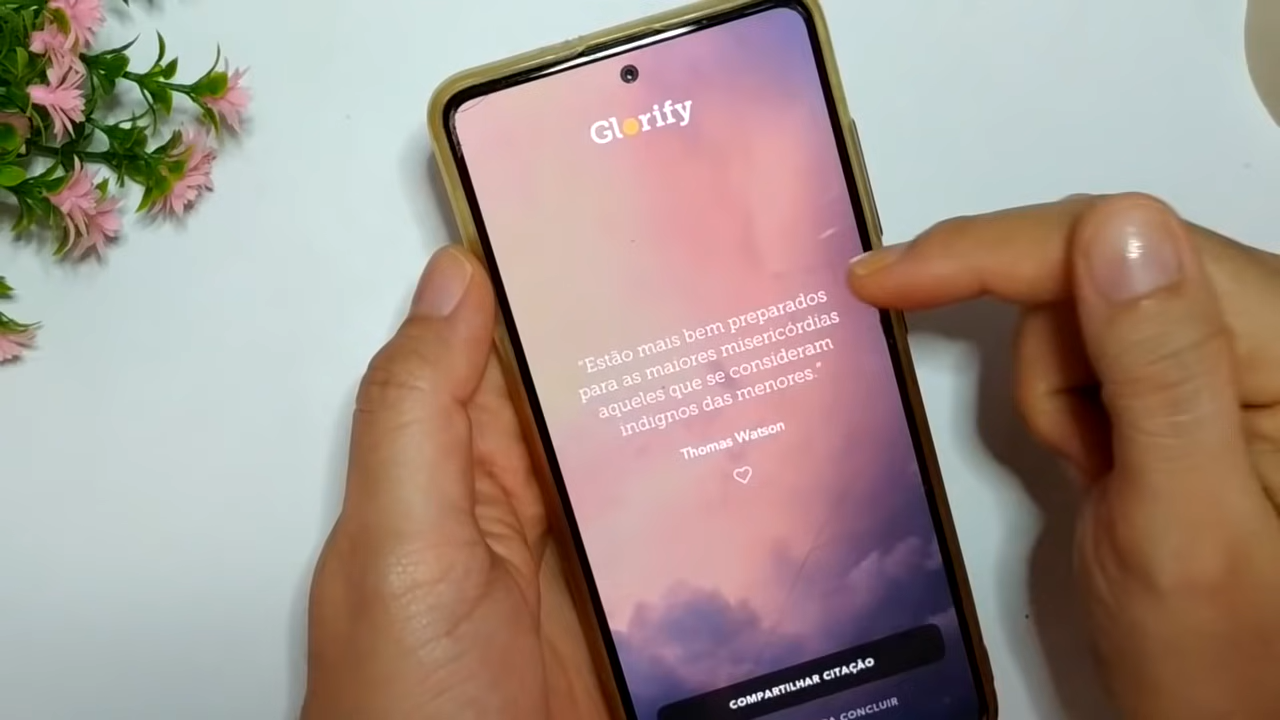 Glorify
"Estão mais bem preparados
para as maiores misericórdias
aqueles que se consideram
indignos das menores."
Thomas Watson
COMPARTILHAR CITAÇÃO
CONCLUIR